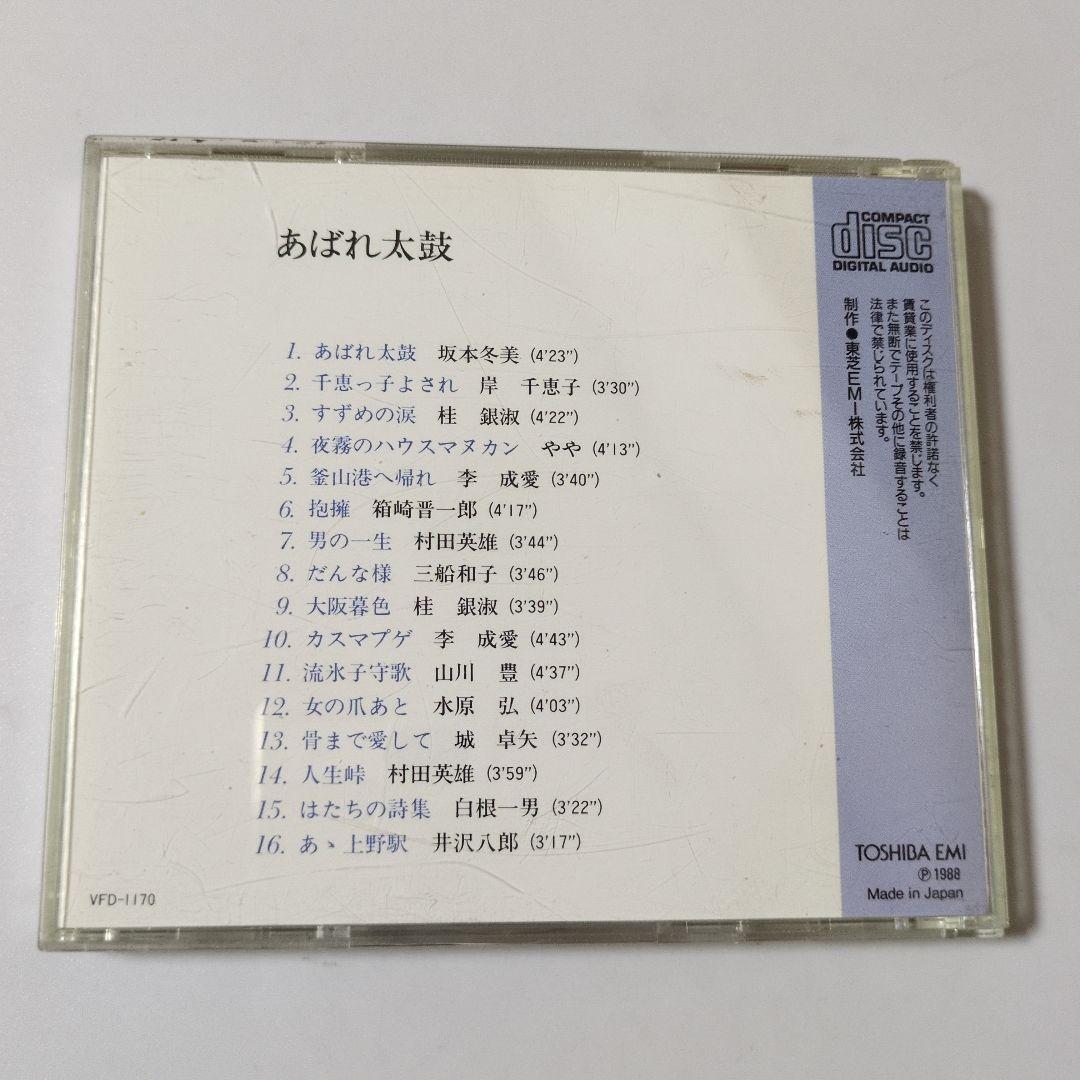 あばれ太鼓
1. あばれ太鼓 坂本冬美 (4'23")
2. 千恵っ子よされ 岸 千恵子 (3'30")
3. すずめの涙 桂 銀淑 (4'22")
4. 夜霧のハウスマヌカン やや (4'13")
5. 釜山港へ帰れ 李 成愛 (3'40")
6. 抱擁 箱崎晋一郎 (4'17")
7. 男の一生 村田英雄 (3'44")
8. だんな様 三船和子 (3'46")
9. 大阪暮色 桂 銀淑 (3'39")
10. カスマプゲ 李 成愛 (4'43")
11. 流氷子守歌 山川 豊 (4'37")
12. 女の爪あと 水原 弘 (4'03")
13. 骨まで愛して 城 卓矢 (3'32")
14. 人生峠 村田英雄 (3'59")
15. はたちの詩集 白根一男 (3'22")
16. あゝ上野駅 井沢八郎 (3'17")
VFD-1170
COMPACT
disc
DIGITAL AUDIO
このディスクは権利者の許諾なく
賃貸業に使用することを禁じます。
また無断でテープその他に録音することは
法律で禁じられています。
制作●東芝EMI株式会社
TOSHIBA EMI
Ⓟ1988
Made in Japan